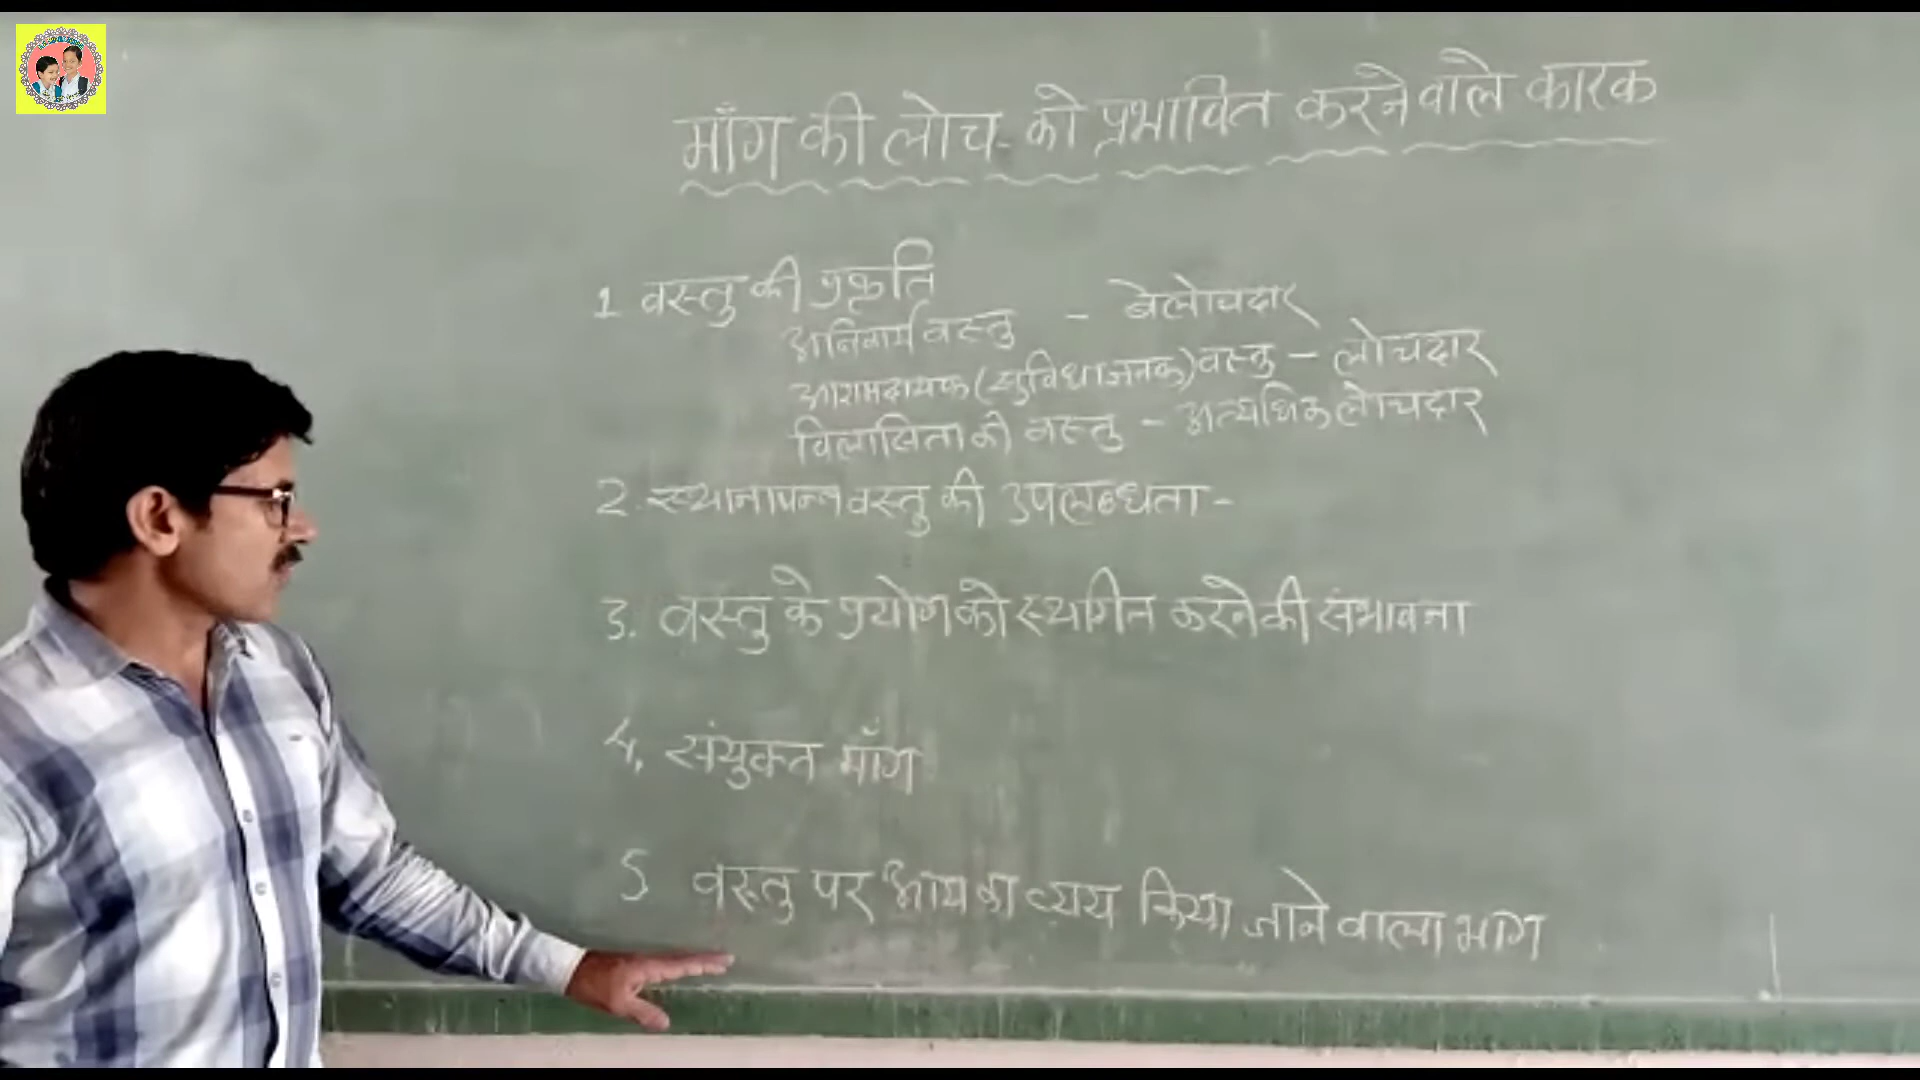 माँग की लोच को प्रभावित करने वाले कारक
1 वस्तु की प्रकृति
अनिवार्य वस्तु - बेलोचदार
आरामदायक (सुविधाजनक) वस्तु - लोचदार
विलासिता की वस्तु - अत्यधिक लोचदार
2. स्थानापन्न वस्तु की उपलब्धता -
3. वस्तु के प्रयोग को स्थगित करने की संभावना
4. संयुक्त माँग
5 वस्तु पर आय का व्यय किया जाने वाला भाग